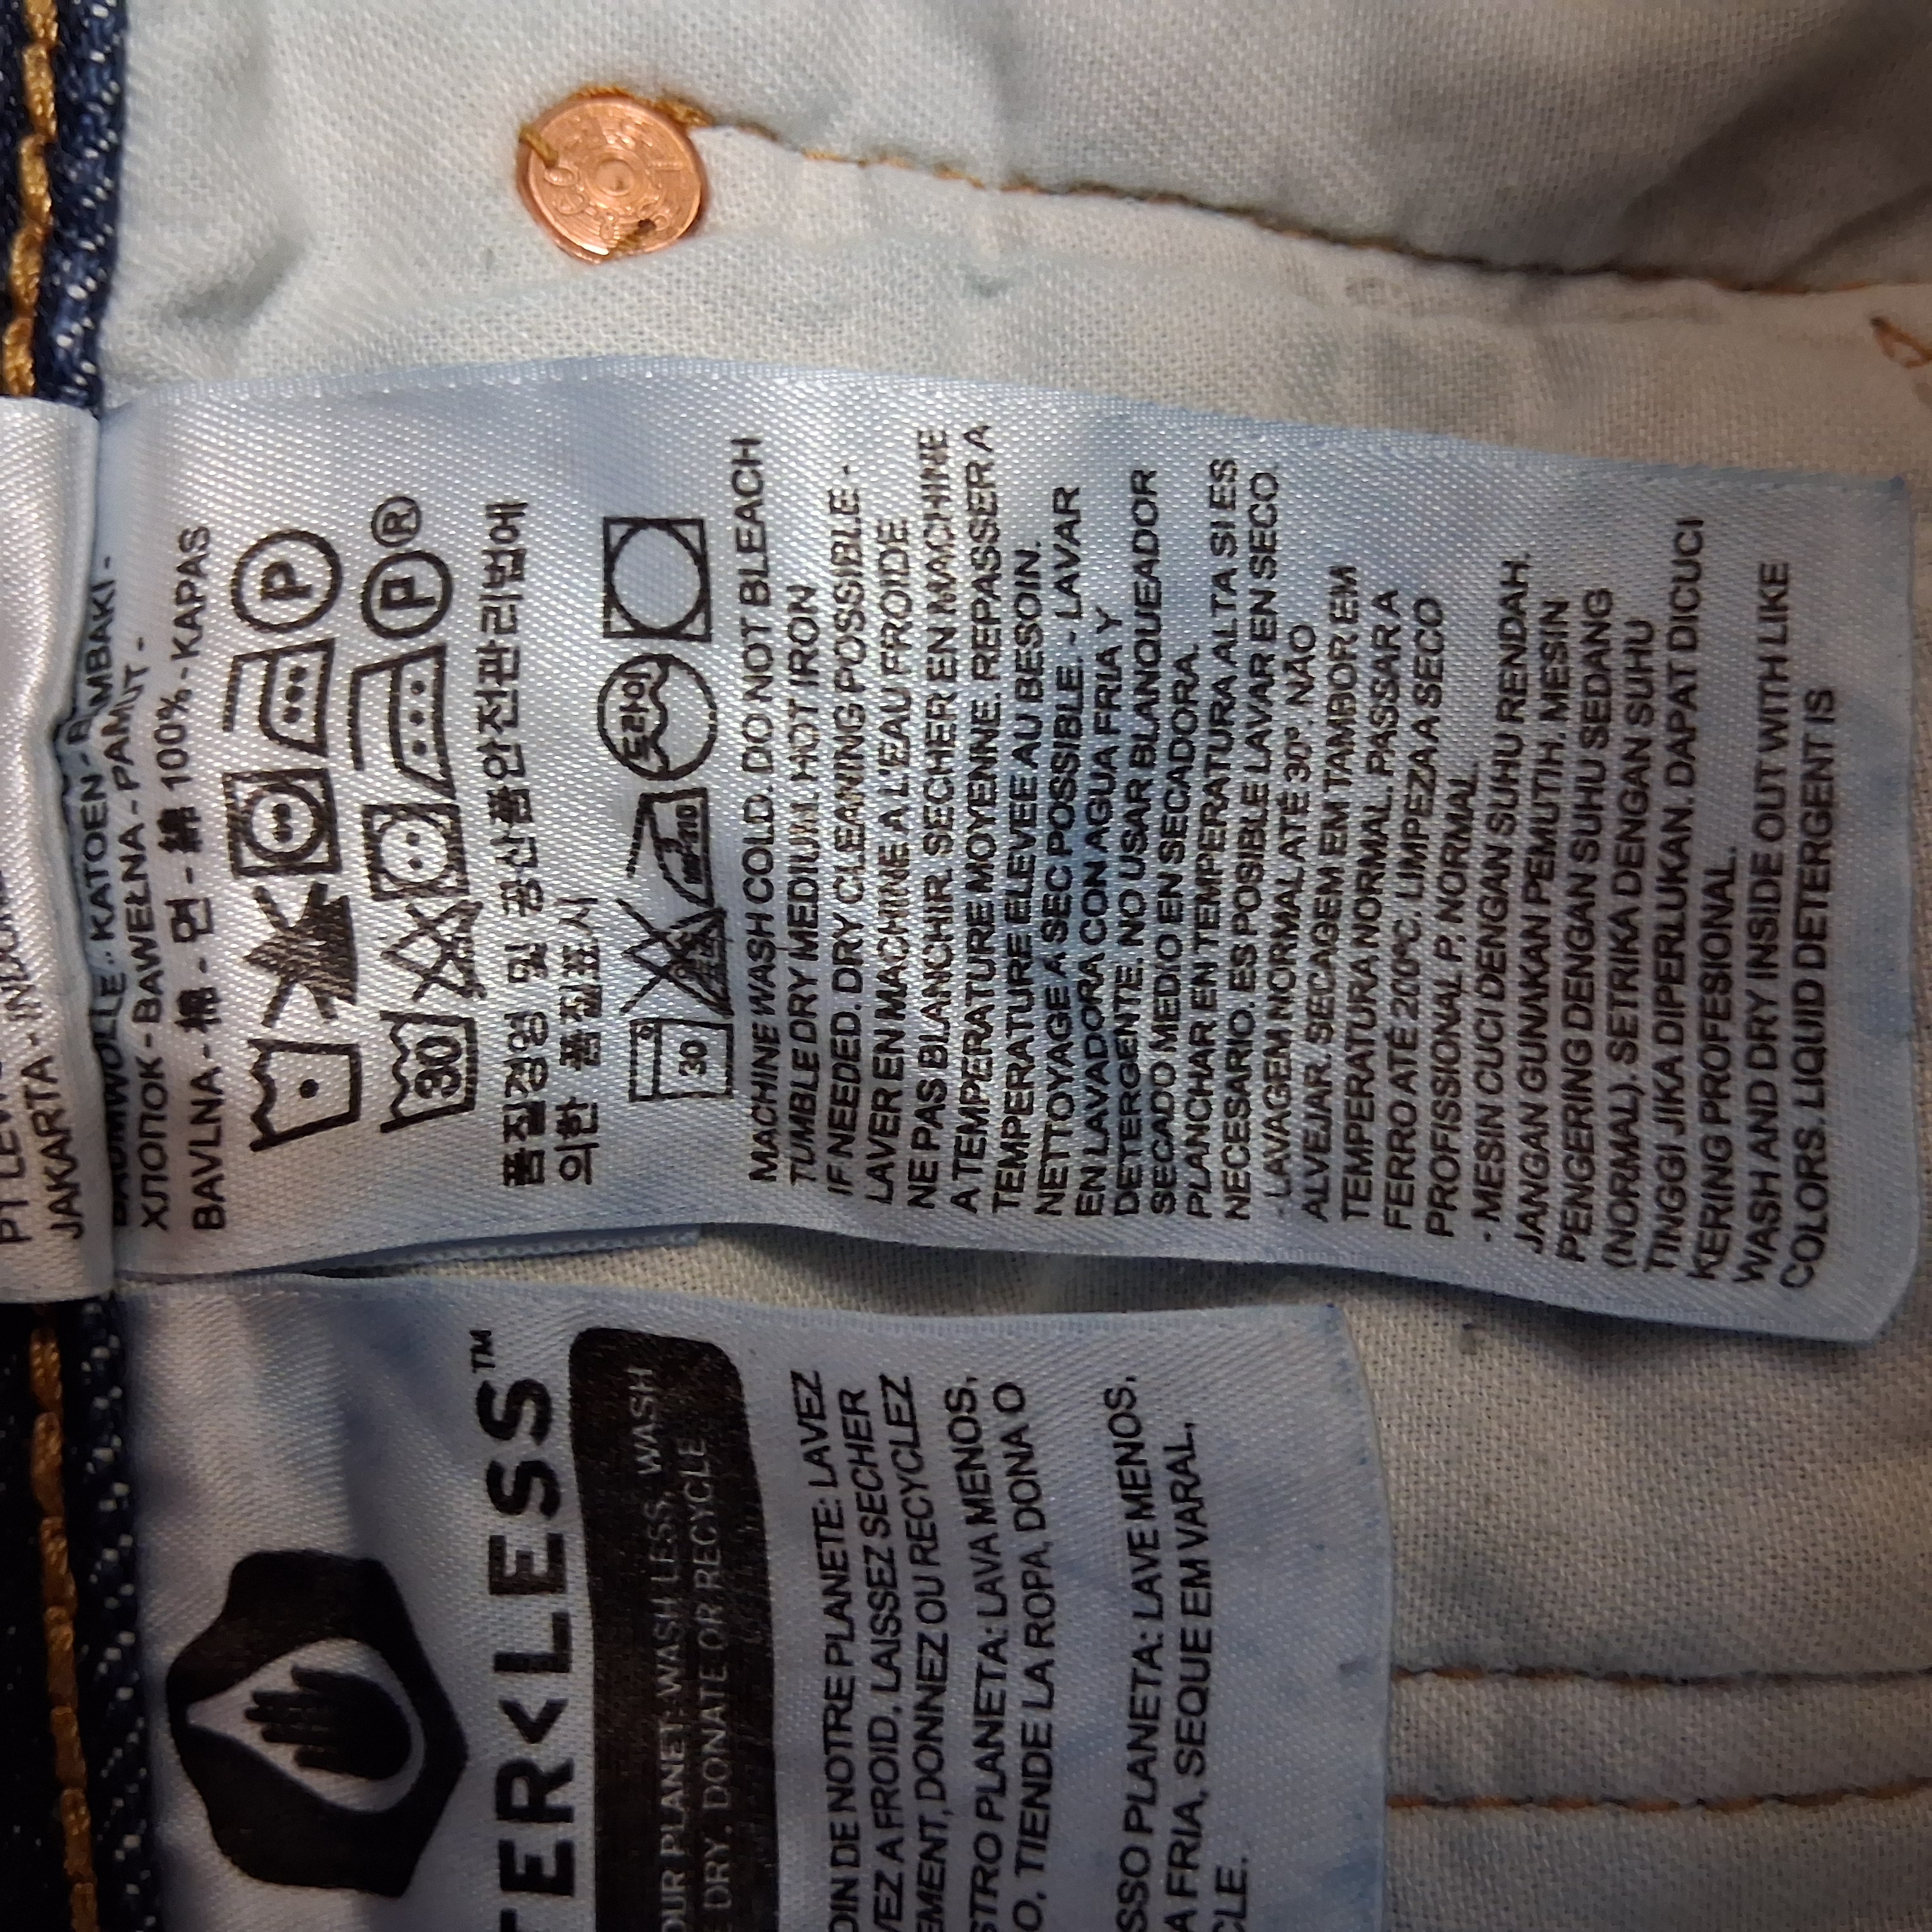 JAKARTA -
KATOEN -
ХЛОПОК - BAWEŁNA - PAMUT -
BAVLNA - 棉 - 면 - 綿 100% - KAPAS
P
30
P®
품질경영 및 공산품안전관리법에
의한 품질표시
30
드라이
MACHINE WASH COLD. DO NOT BLEACH
TUMBLE DRY MEDIUM. HOT IRON
IF NEEDED. DRY CLEANING POSSIBLE -
LAVER EN MACHINE A L'EAU FROIDE
NE PAS BLANCHIR. SECHER EN MACHINE
A TEMPERATURE MOYENNE. REPASSER A
TEMPERATURE ELEVEE AU BESOIN.
NETTOYAGE A SEC POSSIBLE. - LAVAR
EN LAVADORA CON AGUA FRIA Y
DETERGENTE. NO USAR BLANQUEADOR
SECADO MEDIO EN SECADORA.
PLANCHAR EN TEMPERATURA ALTA SI ES
NECESARIO. ES POSIBLE LAVAR EN SECO.
- LAVAGEM NORMAL ATÉ 30º. NÃO
ALVEJAR. SECAGEM EM TAMBOR EM
TEMPERATURA NORMAL. PASSAR A
FERRO ATÉ 200ºC. LIMPEZA A SECO
PROFISSIONAL P. NORMAL.
- MESIN CUCI DENGAN SUHU RENDAH.
JANGAN GUNAKAN PEMUTIH. MESIN
PENGERING DENGAN SUHU SEDANG
(NORMAL). SETRIKA DENGAN SUHU
TINGGI JIKA DIPERLUKAN. DAPAT DICUCI
KERING PROFESIONAL.
WASH AND DRY INSIDE OUT WITH LIKE
COLORS. LIQUID DETERGENT IS
TER<LESS™
OUR PLANET: WASH LESS, WASH
E DRY, DONATE OR RECYCLE
OIN DE NOTRE PLANETE: LAVEZ
VEZ A FROID, LAISSEZ SECHER
EMENT, DONNEZ OU RECYCLEZ
STRO PLANETA: LAVA MENOS,
O, TIENDE LA ROPA, DONA O
SSO PLANETA: LAVE MENOS,
A FRIA, SEQUE EM VARAL,
CLE.